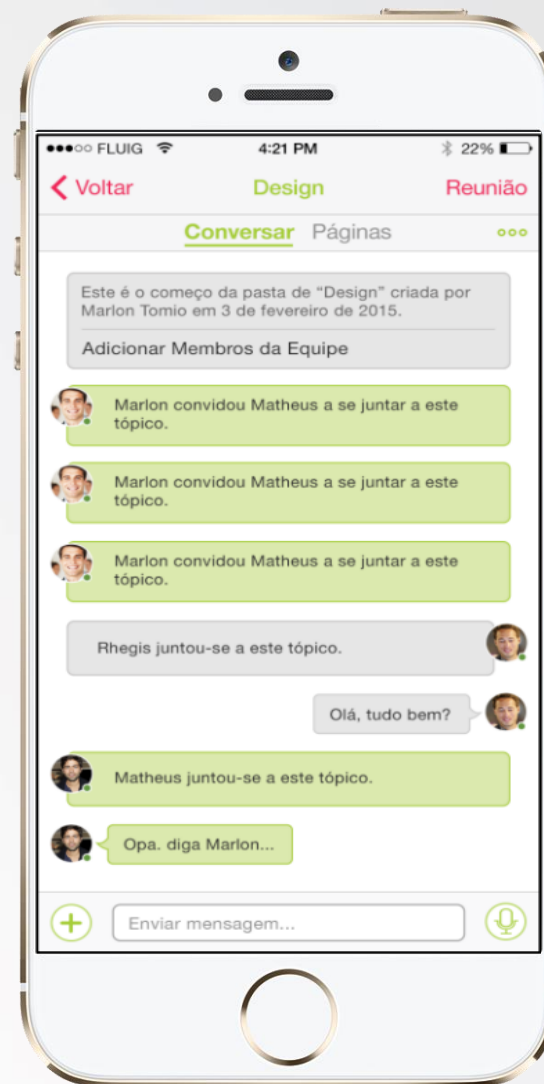 FLUIG 4:21 PM 22%
Voltar Design Reunião
Conversar Páginas
Este é o começo da pasta de “Design” criada por
Marlon Tomio em 3 de fevereiro de 2015.
Adicionar Membros da Equipe
Marlon convidou Matheus a se juntar a este
tópico.
Marlon convidou Matheus a se juntar a este
tópico.
Marlon convidou Matheus a se juntar a este
tópico.
Rhegis juntou-se a este tópico.
Olá, tudo bem?
Matheus juntou-se a este tópico.
Opa. diga Marlon...
Enviar mensagem...